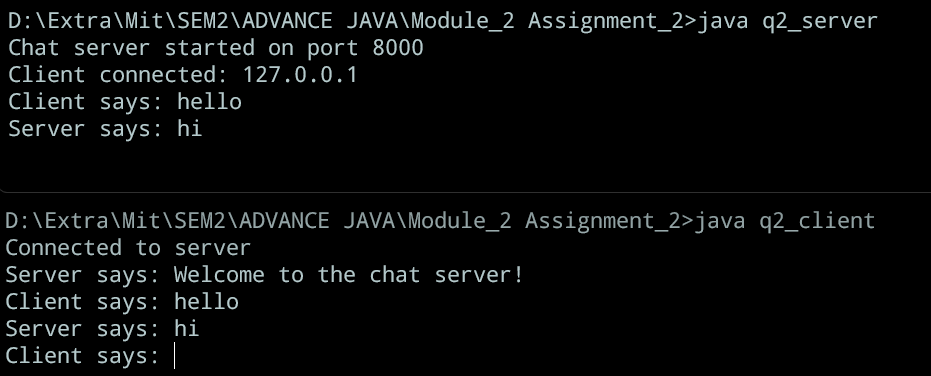 D:\Extra\Mit\SEM2\ADVANCE JAVA\Module_2 Assignment_2>java q2_server
Chat server started on port 8000
Client connected: 127.0.0.1
Client says: hello
Server says: hi
D:\Extra\Mit\SEM2\ADVANCE JAVA\Module_2 Assignment_2>java q2_client
Connected to server
Server says: Welcome to the chat server!
Client says: hello
Server says: hi
Client says: